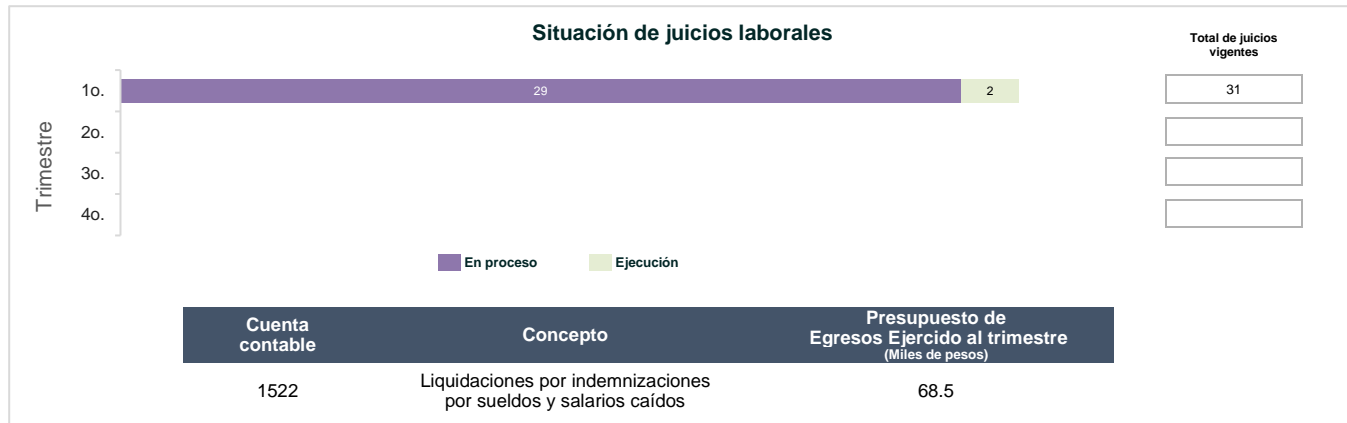 Situación de juicios laborales
Total de juicios
vigentes
Trimestre
1o.
29
2
31
2o.
3o.
4o.
En proceso
Ejecución
Cuenta
contable
Concepto
Presupuesto de
Egresos Ejercido al trimestre
(Miles de pesos)
1522
Liquidaciones por indemnizaciones
por sueldos y salarios caídos
68.5